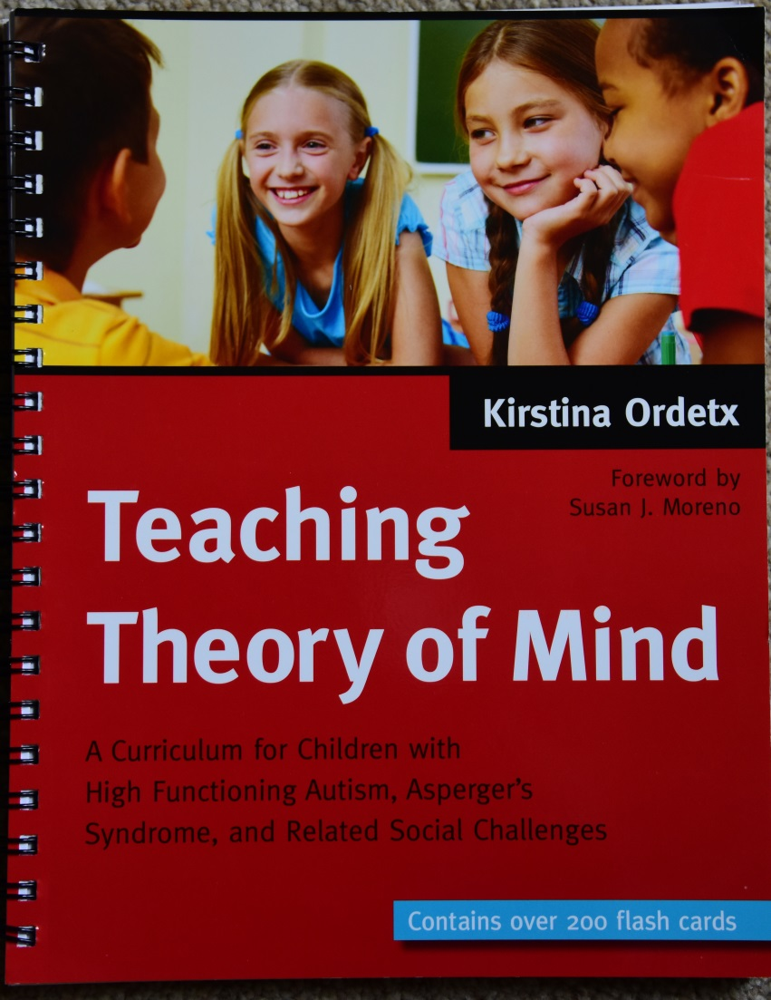 Kirstina Ordetx
Foreword by
Susan J. Moreno
Teaching
Theory of Mind
A Curriculum for Children with
High Functioning Autism, Asperger's
Syndrome, and Related Social Challenges
Contains over 200 flash cards